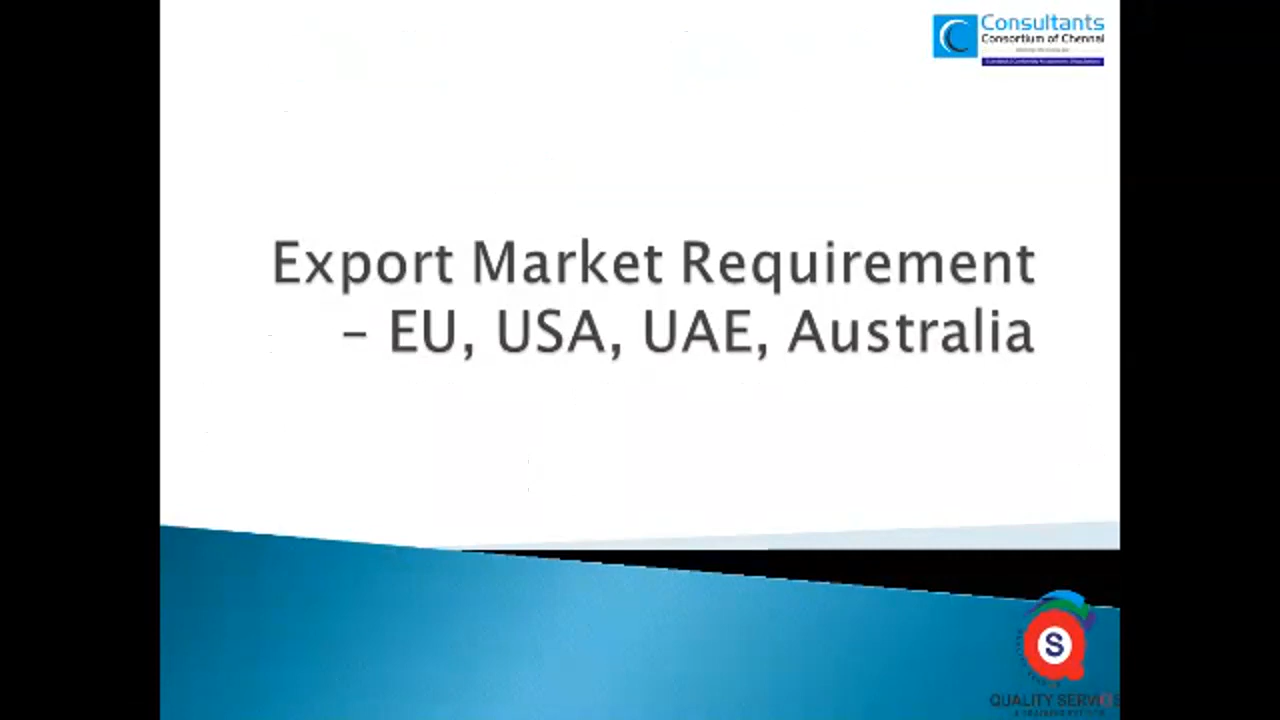 Consultants
Consortium of Chennai
Export Market Requirement
– EU, USA, UAE, Australia
S
QUALITY SERVICES